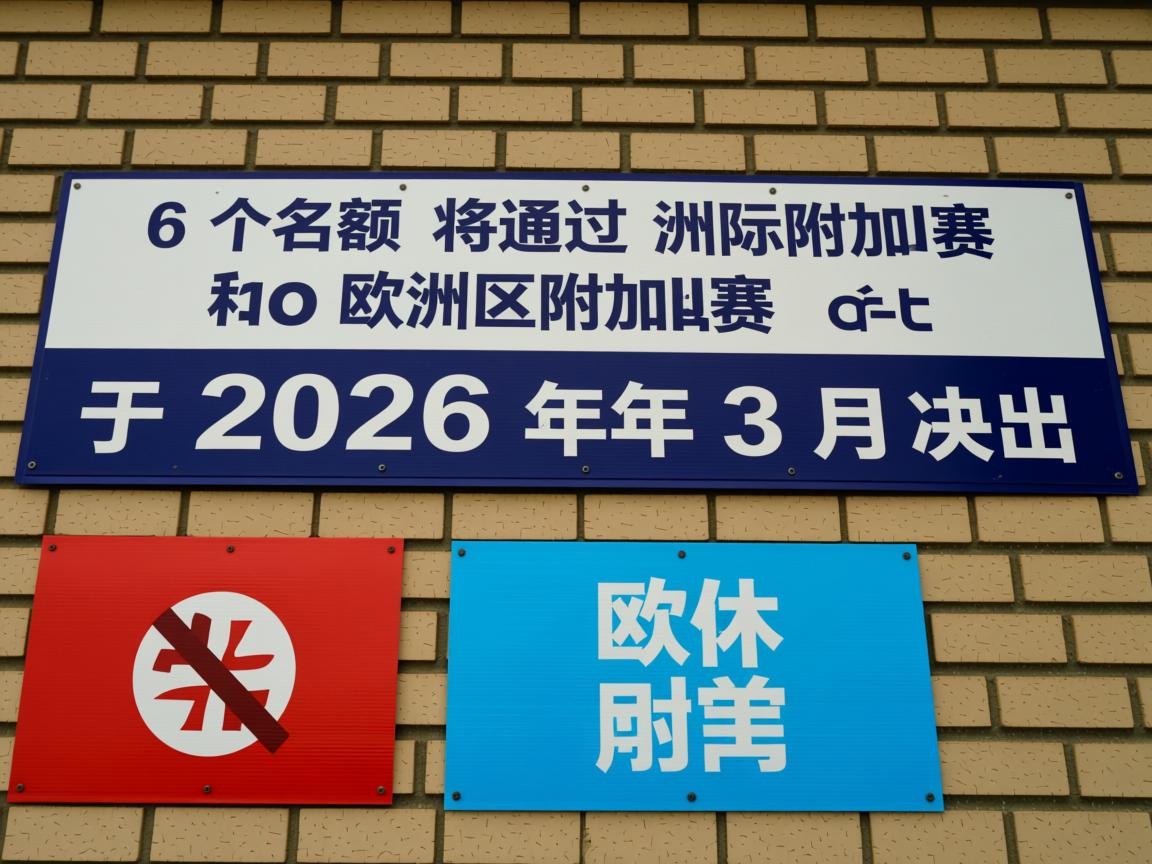 6 个名额 将通过 洲际附加赛
欧洲区附加赛
于 2026 年年 3 月 决出
欧休